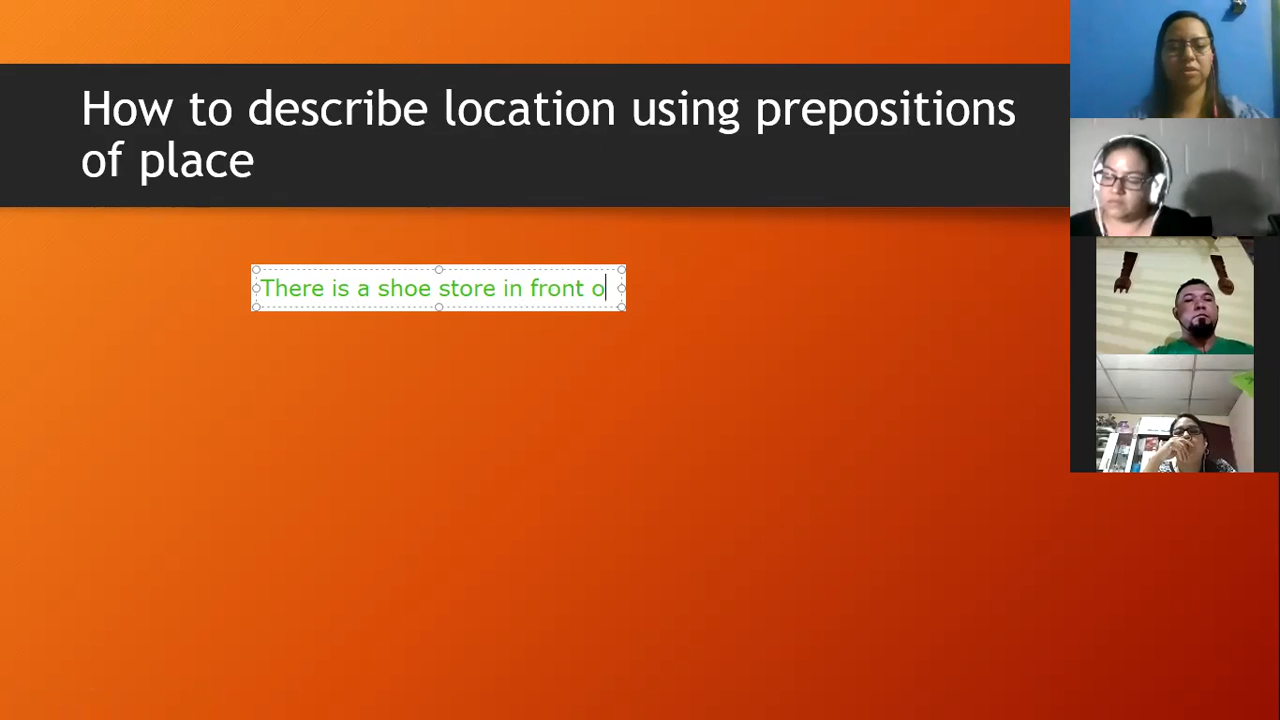 How to describe location using prepositions
of place
There is a shoe store in front o